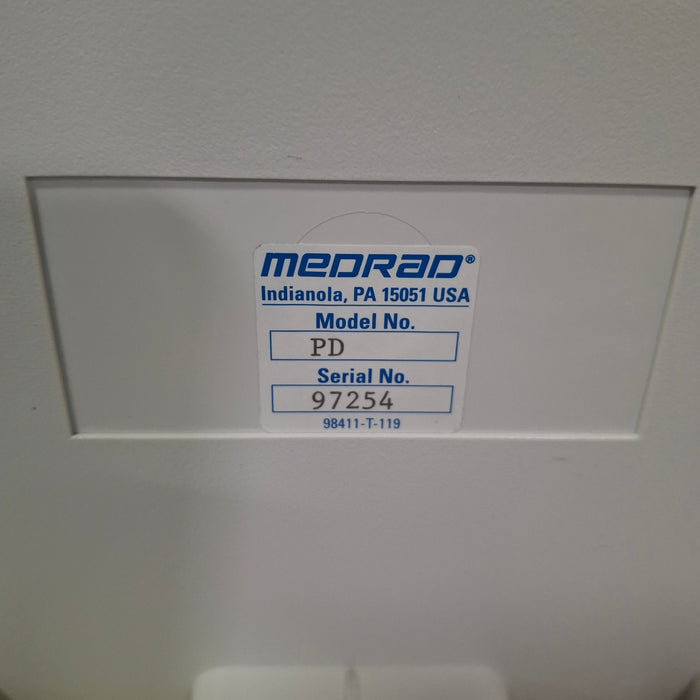 MEDRAD®
Indianola, PA 15051 USA
Model No.
PD
Serial No.
97254
98411-T-119